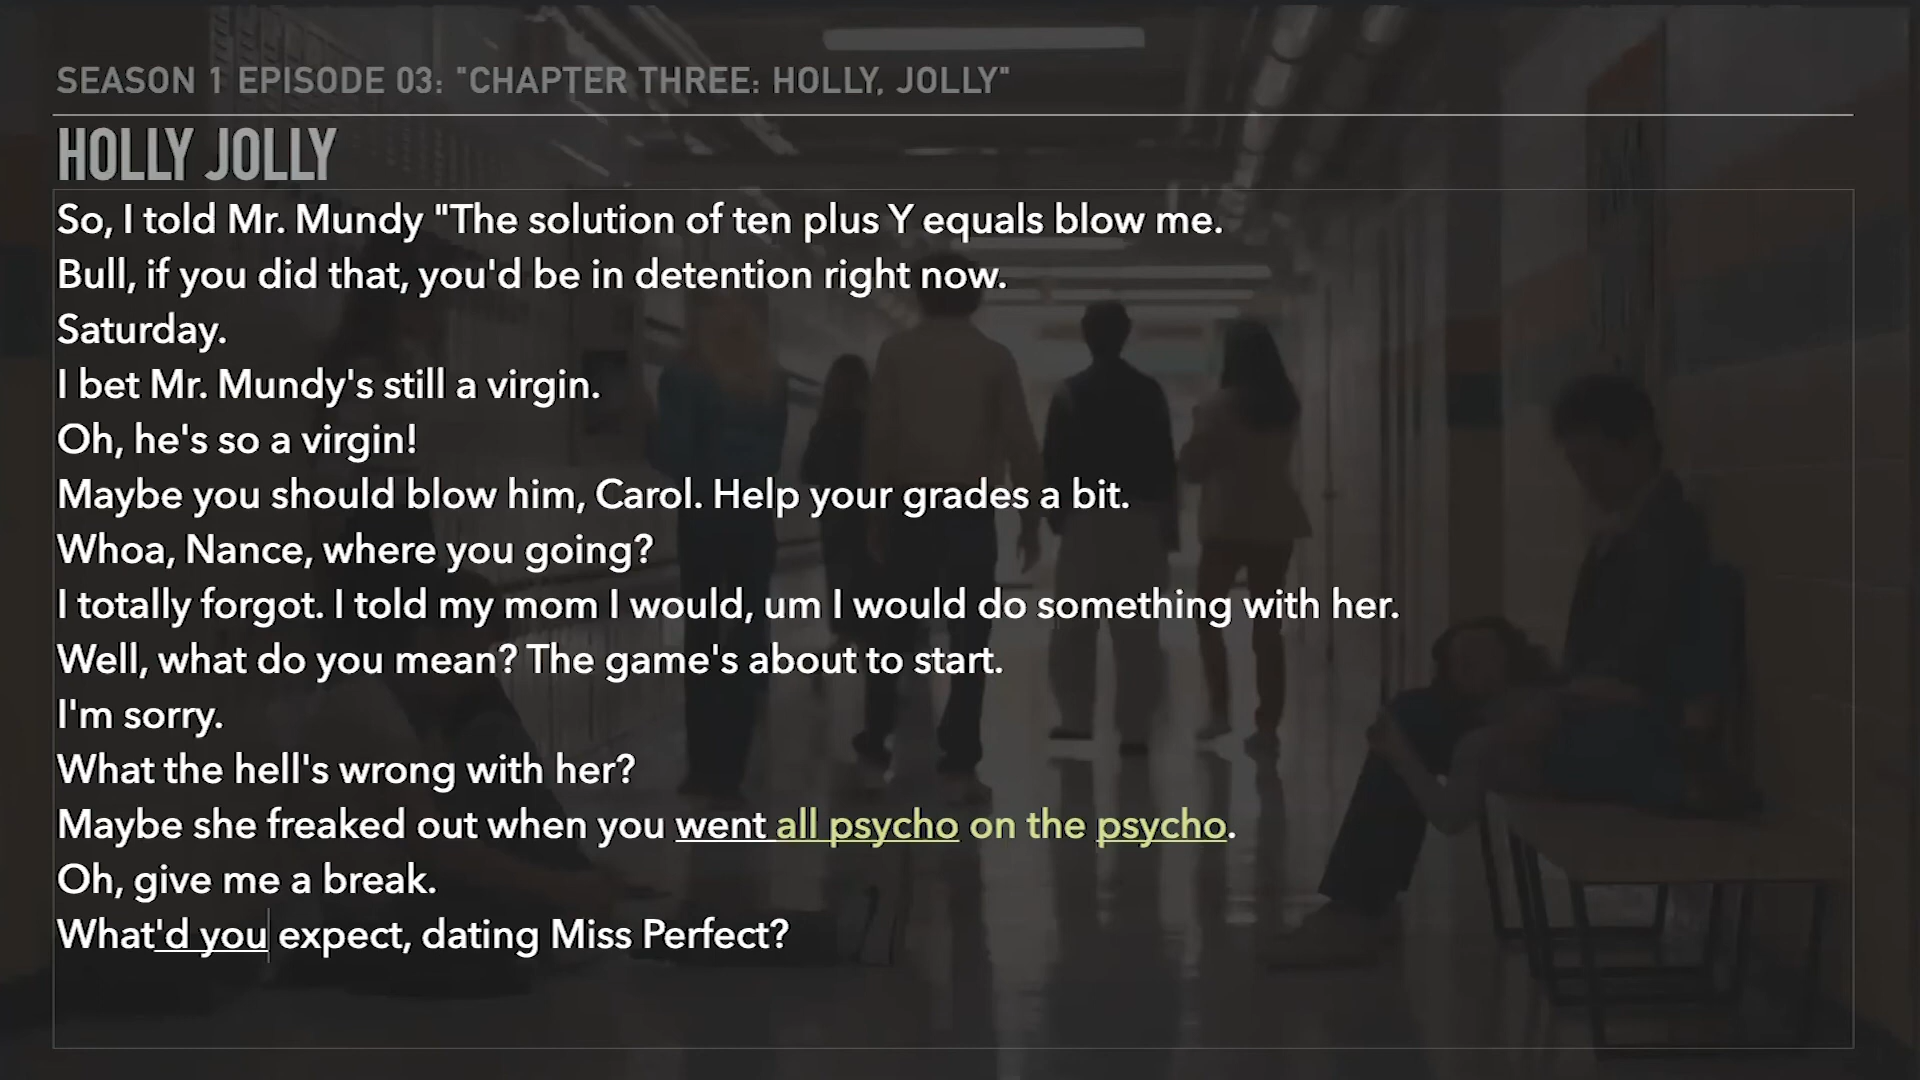 SEASON 1 EPISODE 03: "CHAPTER THREE: HOLLY, JOLLY"
HOLLY JOLLY
So, I told Mr. Mundy "The solution of ten plus Y equals blow me.
Bull, if you did that, you'd be in detention right now.
Saturday.
I bet Mr. Mundy's still a virgin.
Oh, he's so a virgin!
Maybe you should blow him, Carol. Help your grades a bit.
Whoa, Nance, where you going?
I totally forgot. I told my mom I would, um I would do something with her.
Well, what do you mean? The game's about to start.
I'm sorry.
What the hell's wrong with her?
Maybe she freaked out when you went all psycho on the psycho.
Oh, give me a break.
What'd you expect, dating Miss Perfect?